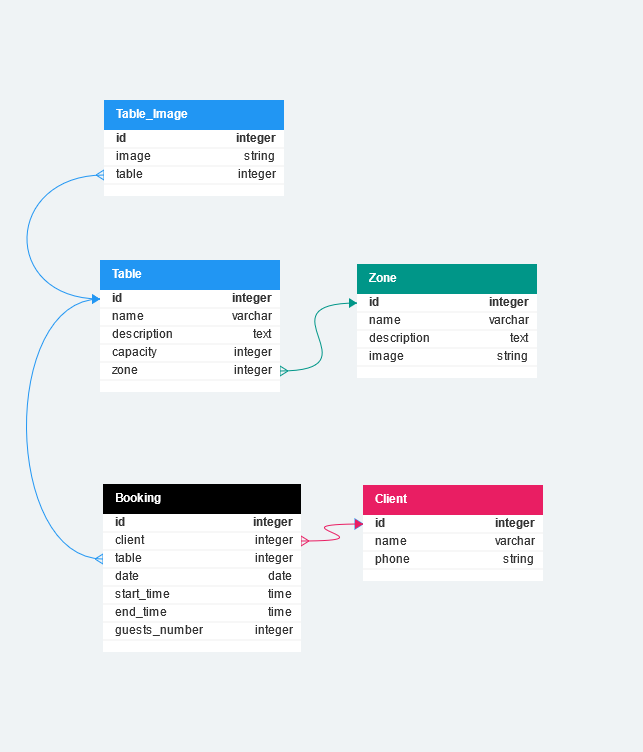 Table_Image
id integer
image string
table integer
Table
id integer
name varchar
description text
capacity integer
zone integer
Zone
id integer
name varchar
description text
image string
Booking
id integer
client integer
table integer
date date
start_time time
end_time time
guests_number integer
Client
id integer
name varchar
phone string